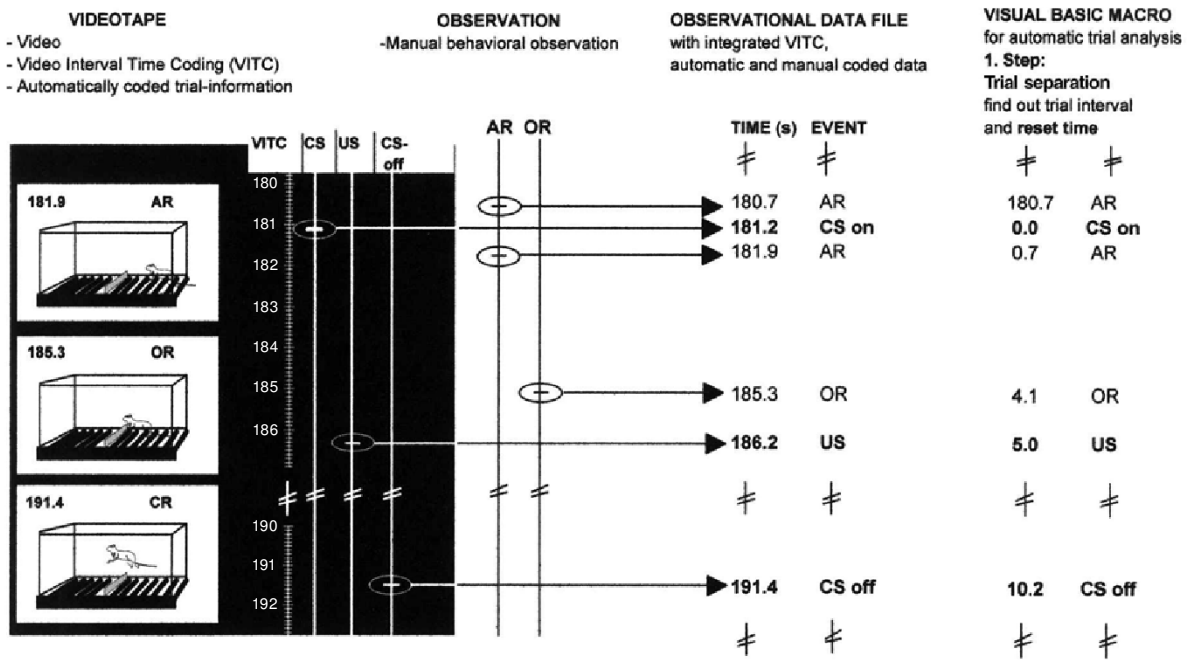 VIDEOTAPE
- Video
- Video Interval Time Coding (VITC)
- Automatically coded trial-information
OBSERVATION
-Manual behavioral observation
OBSERVATIONAL DATA FILE
with integrated VITC,
automatic and manual coded data
VISUAL BASIC MACRO
for automatic trial analysis
1. Step:
Trial separation
find out trial interval
and reset time
VITC CS US CS-
off
AR OR
TIME (s) EVENT
181.9 AR
185.3 OR
191.4 CR
180
181
182
183
184
185
186
190
191
192
180.7 AR 180.7 AR
181.2 CS on 0.0 CS on
181.9 AR 0.7 AR
185.3 OR 4.1 OR
186.2 US 5.0 US
191.4 CS off 10.2 CS off